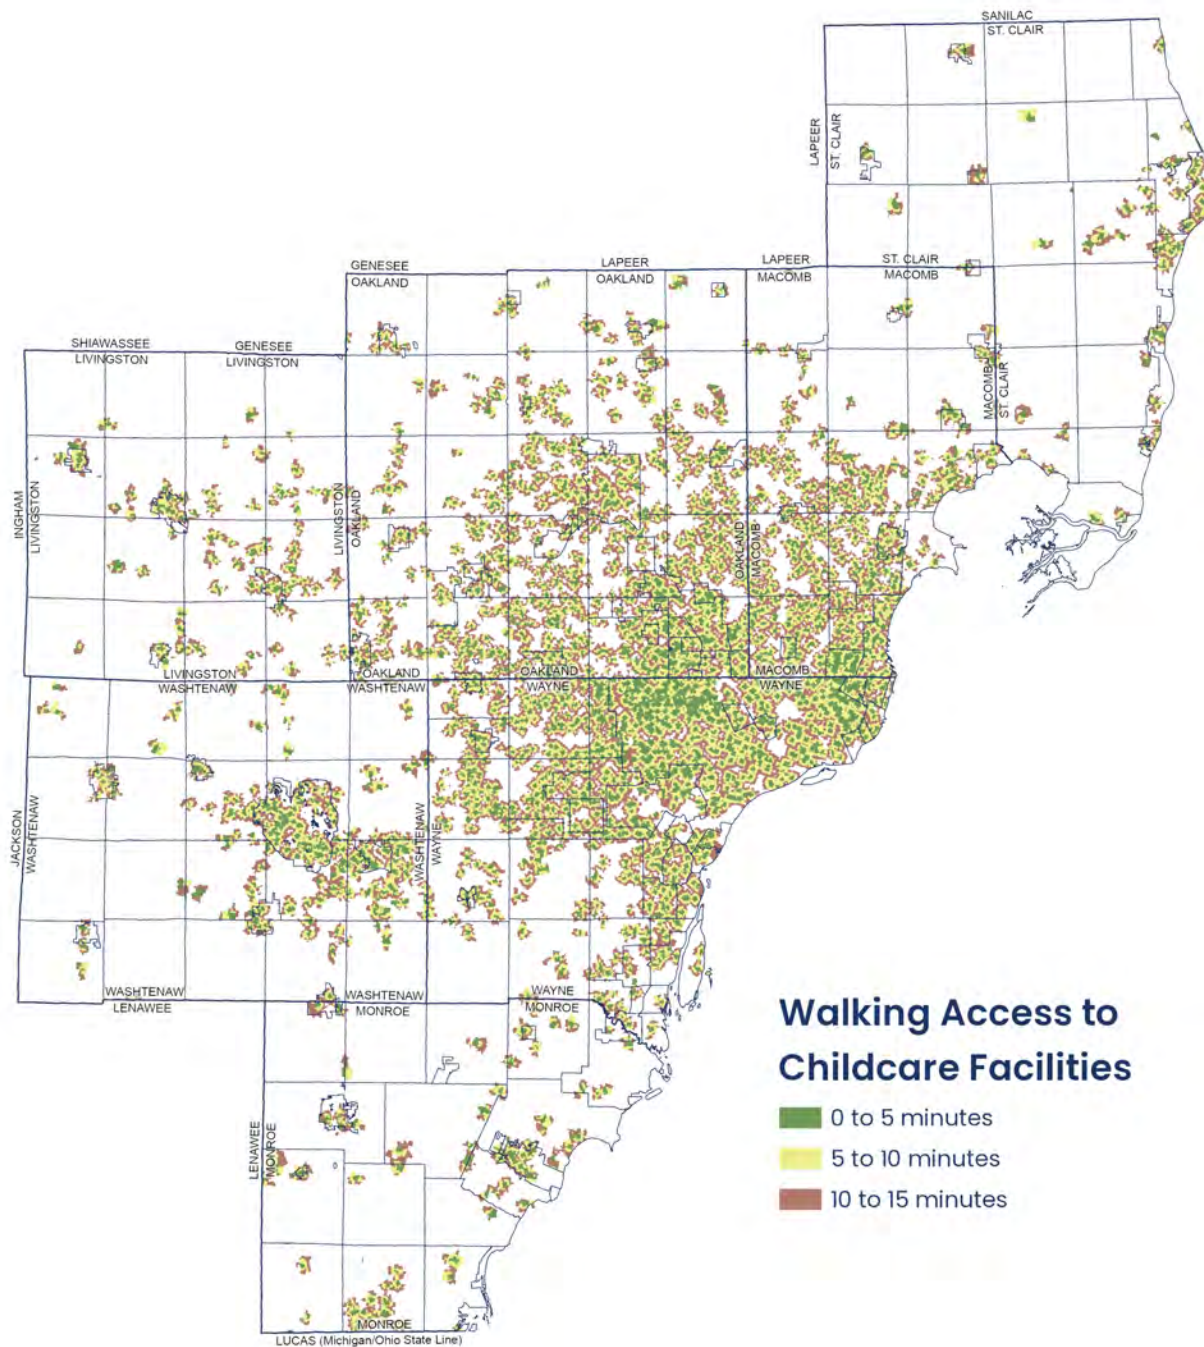 SANILAC
ST. CLAIR
LAPEER
ST. CLAIR
GENESEE
OAKLAND
LAPEER
OAKLAND
LAPEER
MACOMB
ST. CLAIR
MACOMB
SHIAWASSEE
LIVINGSTON
GENESEE
LIVINGSTON
MACOMB
ST. CLAIR
INGHAM
LIVINGSTON
LIVINGSTON
OAKLAND
OAKLAND
MACOMB
LIVINGSTON
WASHTENAW
OAKLAND
WASHTENAW
OAKLAND
WAYNE
MACOMB
WAYNE
JACKSON
WASHTENAW
WASHTENAW
WAYNE
WASHTENAW
LENAWEE
WASHTENAW
MONROE
WAYNE
MONROE
LENAWEE
MONROE
Walking Access to
Childcare Facilities
0 to 5 minutes
5 to 10 minutes
10 to 15 minutes
MONROE
LUCAS (Michigan/Ohio State Line)